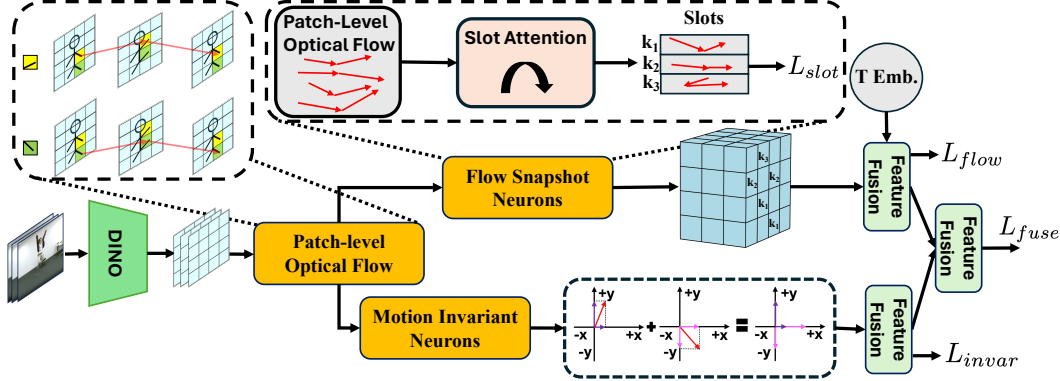 Patch-Level
Optical Flow
Slot Attention
Slots
k1
k2
k3
L_slot
T Emb.
DINO
Patch-level
Optical Flow
Flow Snapshot
Neurons
k3
k2
k2
k1
k1
Feature
Fusion
L_flow
Feature
Fusion
L_fuse
Motion Invariant
Neurons
+y
-x
+x
-y
+
+y
-x
+x
-y
=
+y
-x
+x
-y
Feature
Fusion
L_invar